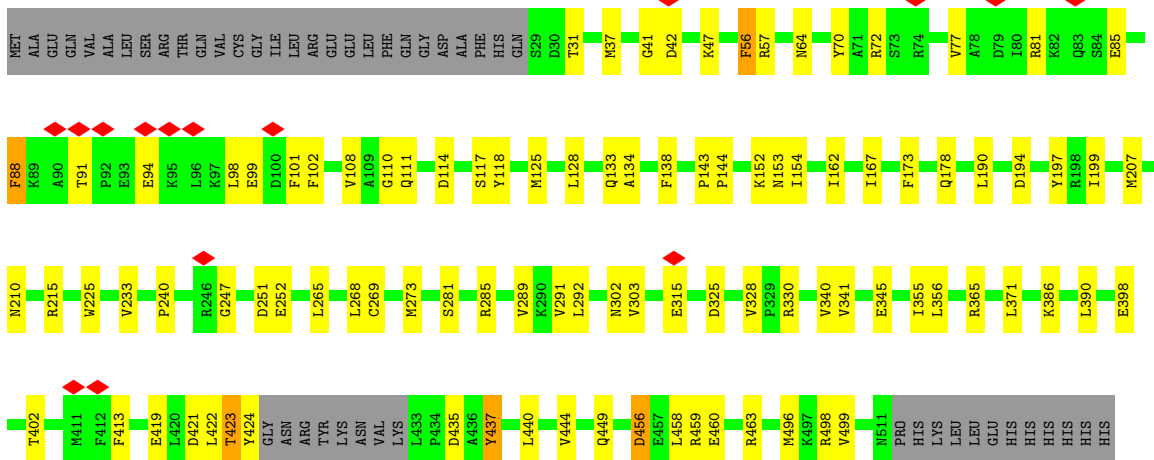 MET ALA GLU GLN VAL ALA LEU SER ARG THR GLN VAL CYS GLY ILE LEU ARG GLU GLU LEU PHE GLN GLY ASP ALA PHE HIS GLN S29 D30 T31 M37 G41 D42 K47 F56 R57 N64 Y70 A71 R72 S73 R74 V77 A78 D79 I80 R81 K82 Q83 S84 E85
F88 K89 A90 T91 P92 E93 E94 K95 L96 K97 L98 E99 D100 F101 F102 V108 A109 G110 Q111 D114 S117 Y118 M125 L128 Q133 A134 F138 P143 P144 K152 N153 I154 I162 I167 F173 Q178 L190 D194 Y197 R198 I199 M207
N210 R215 W225 V233 P240 R246 G247 D251 E252 L265 L268 C269 M273 S281 R285 V289 K290 V291 L292 N302 V303 E315 D325 V328 P329 R330 V340 V341 E345 I355 L356 R365 L371 K386 L390 E398
T402 M411 F412 F413 E419 L420 D421 L422 T423 Y424 GLY ASN ARG TYR LYS ASN VAL LYS L433 P434 D435 A436 Y437 L440 V444 Q449 D456 E457 L458 R459 E460 R463 M496 K497 R498 V499 N511 PRO HIS LYS LEU LEU GLU HIS HIS HIS HIS HIS HIS